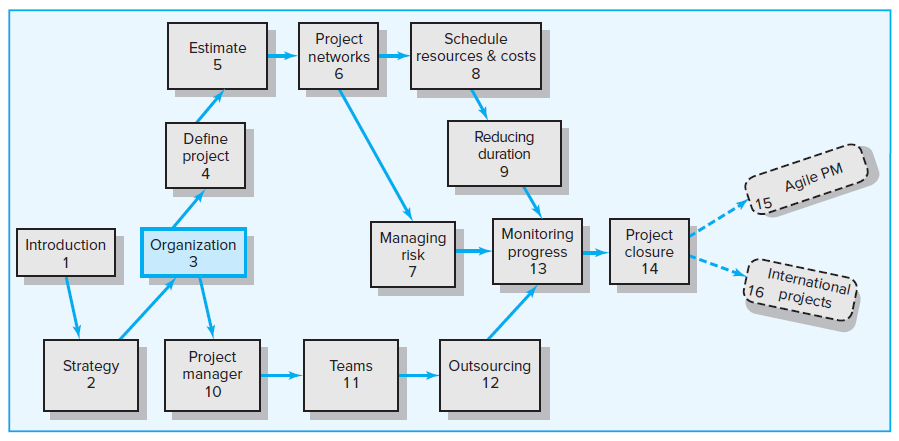 Estimate
5
Project
networks
6
Schedule
resources & costs
8
Define
project
4
Reducing
duration
9
Agile PM
15
Introduction
1
Organization
3
Managing
risk
7
Monitoring
progress
13
Project
closure
14
International
16 projects
Strategy
2
Project
manager
10
Teams
11
Outsourcing
12